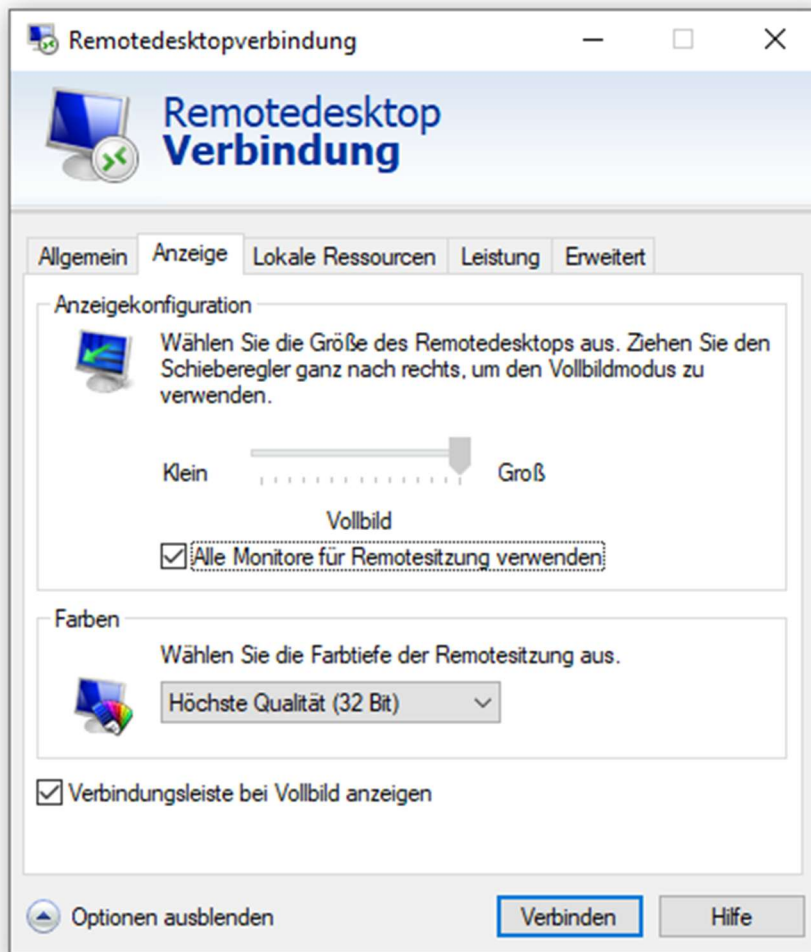 Remotedesktopverbindung
Remotedesktop
Verbindung
Allgemein Anzeige Lokale Ressourcen Leistung Erweitert
Anzeigekonfiguration
Wählen Sie die Größe des Remotedesktops aus. Ziehen Sie den
Schieberegler ganz nach rechts, um den Vollbildmodus zu
verwenden.
Klein Groß
Vollbild
Alle Monitore für Remotesitzung verwenden
Farben
Wählen Sie die Farbtiefe der Remotesitzung aus.
Höchste Qualität (32 Bit)
Verbindungsleiste bei Vollbild anzeigen
Optionen ausblenden Verbinden Hilfe